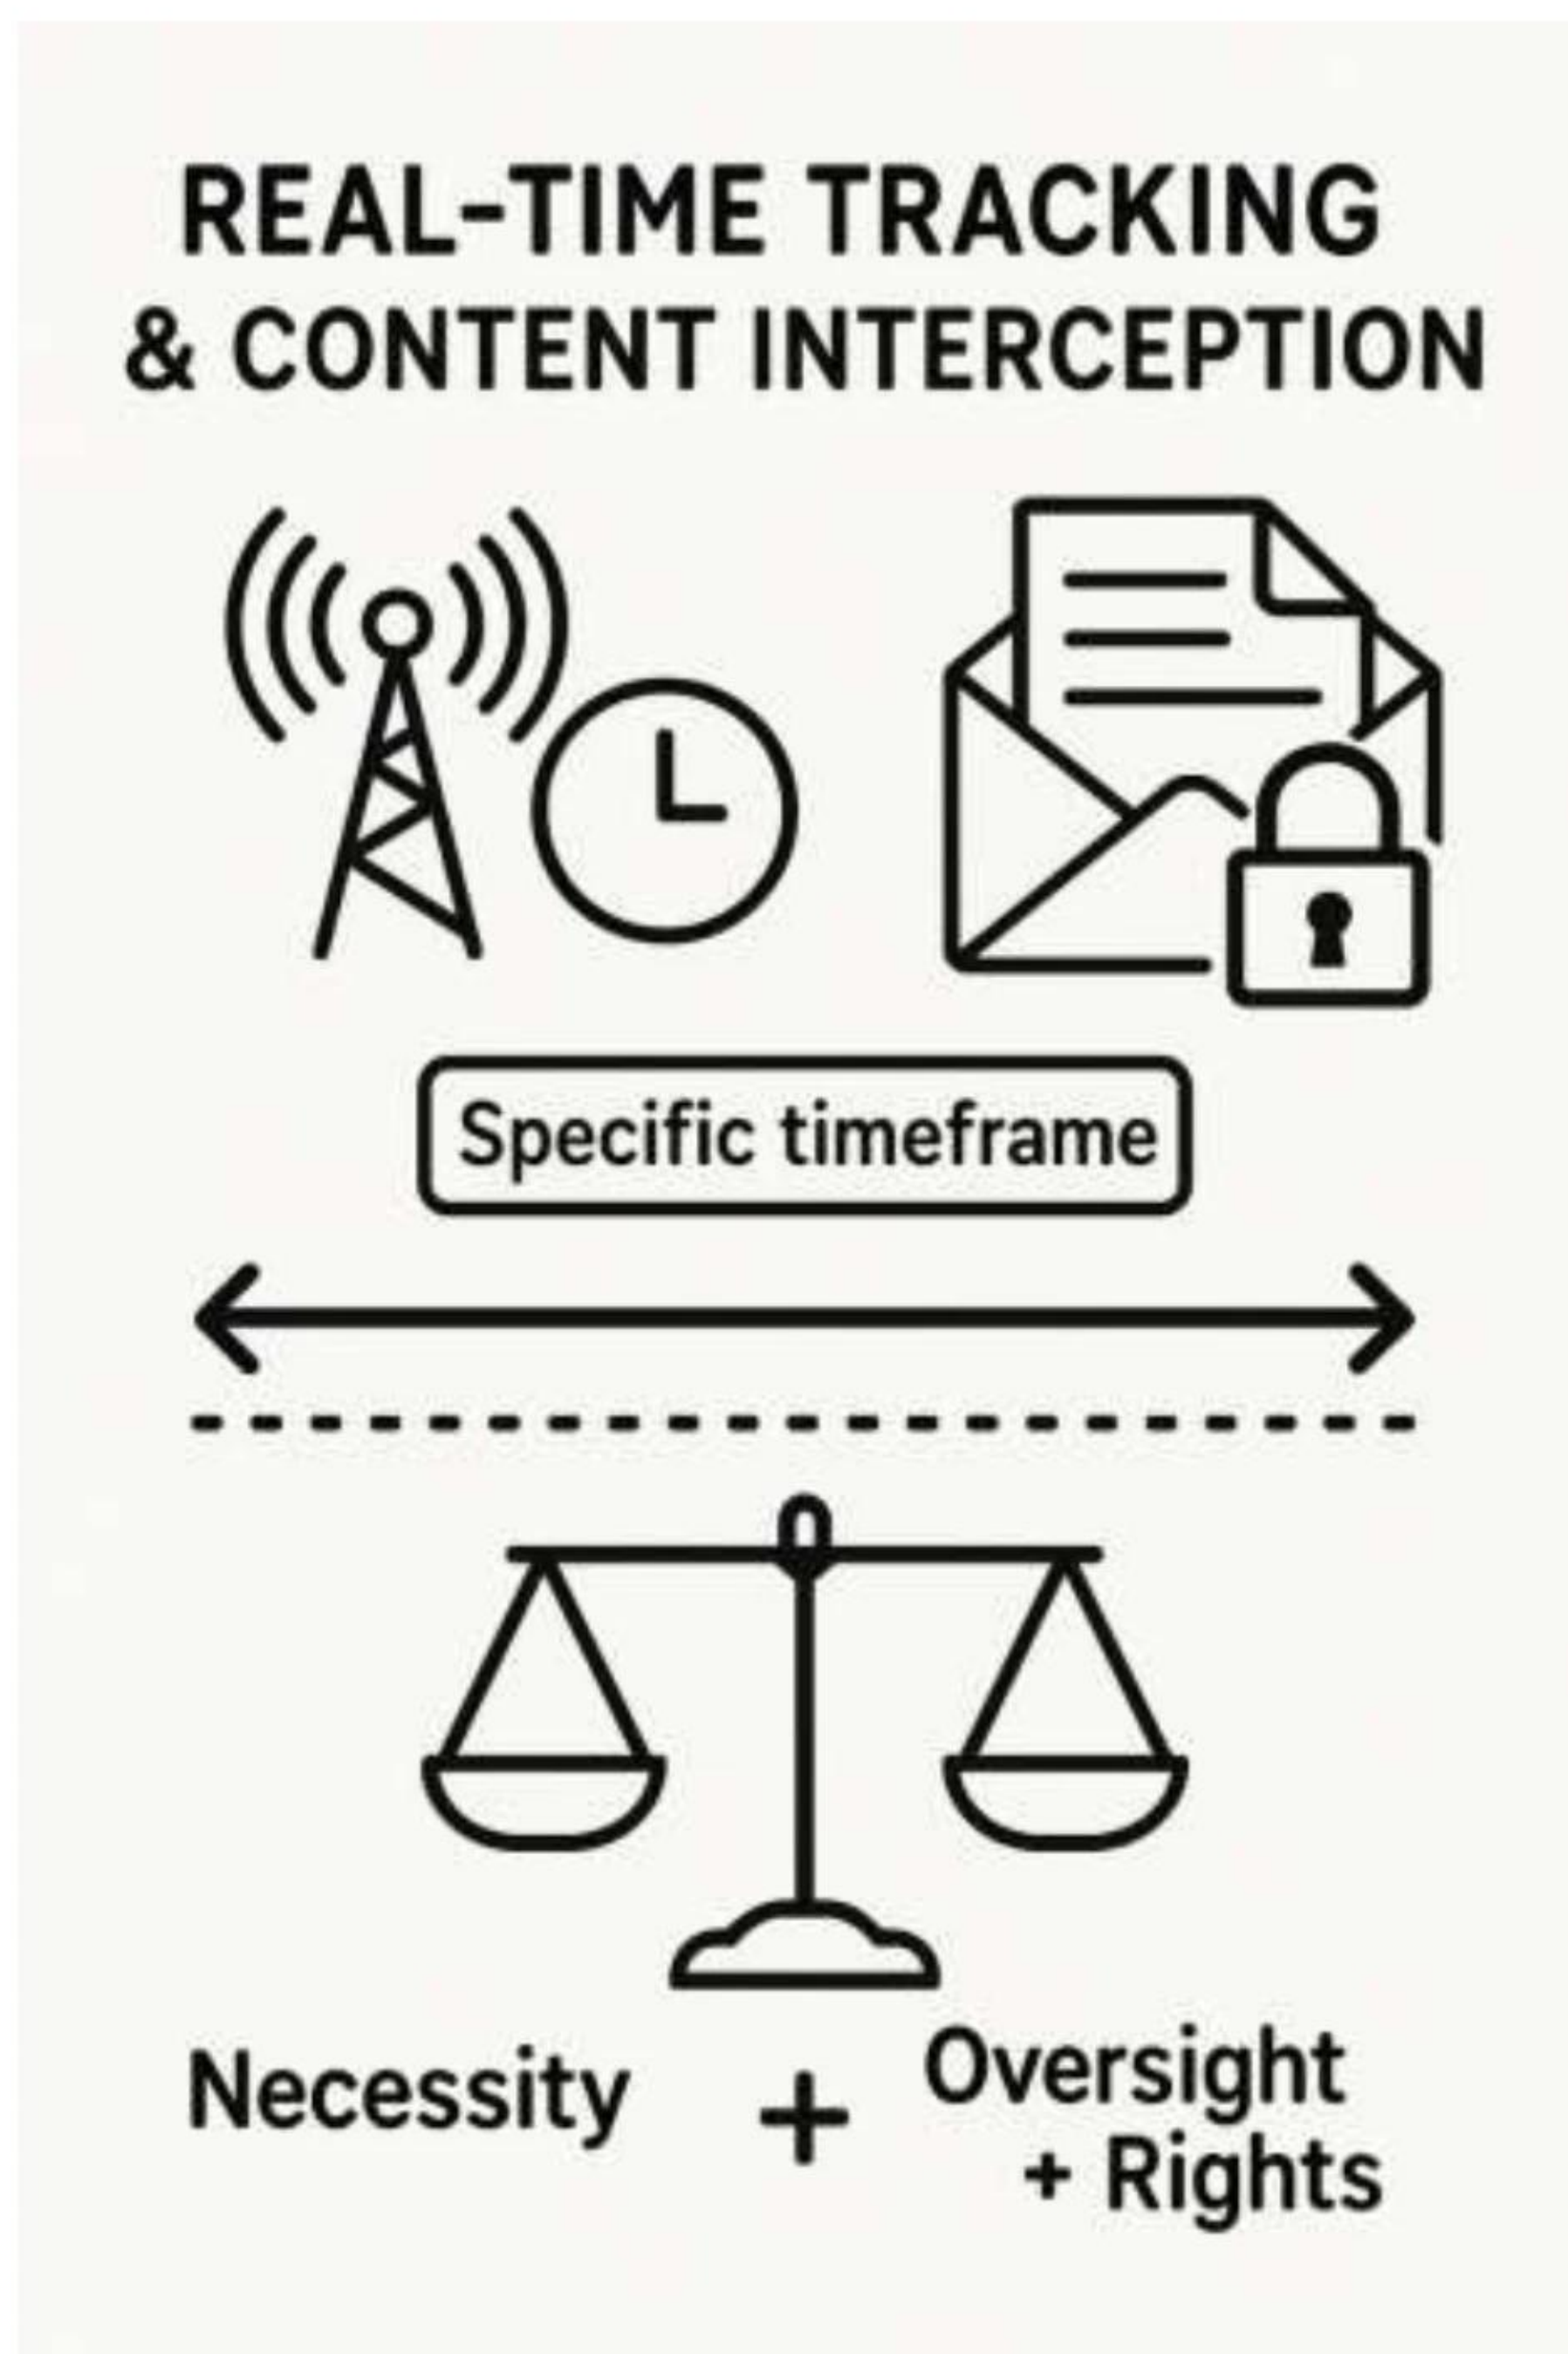 REAL-TIME TRACKING
& CONTENT INTERCEPTION
Specific timeframe
Necessity + Oversight
+ Rights